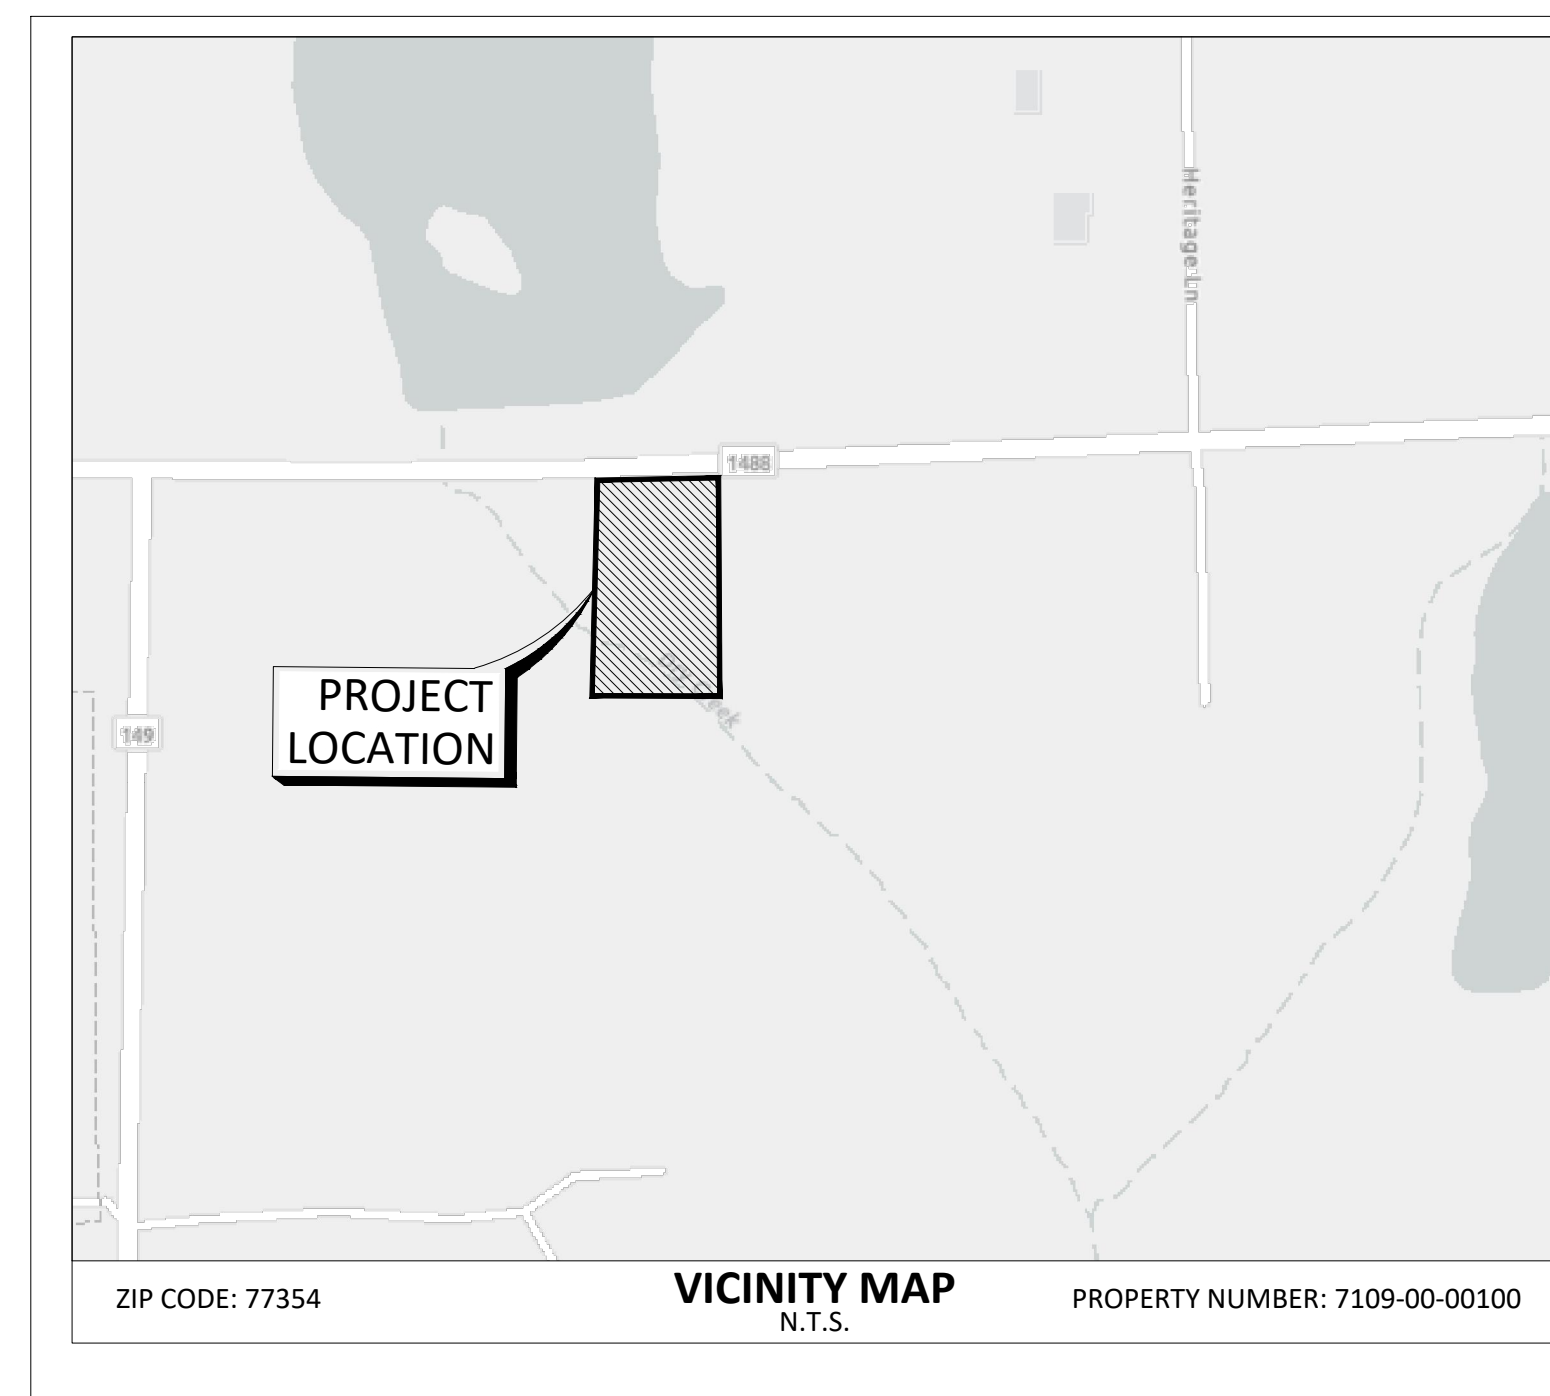 Heritage Ln
1488
PROJECT
LOCATION
149
ZIP CODE: 77354
VICINITY MAP
N.T.S.
PROPERTY NUMBER: 7109-00-00100